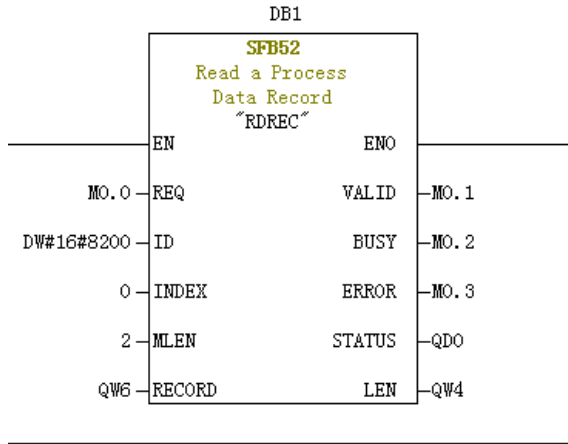 DB1
SFB52
Read a Process
Data Record
"RDREC"
EN ENO
M0.0 REQ VALID M0.1
DW#16#8200 ID BUSY M0.2
0 INDEX ERROR M0.3
2 MLEN STATUS QD0
QW6 RECORD LEN QW4